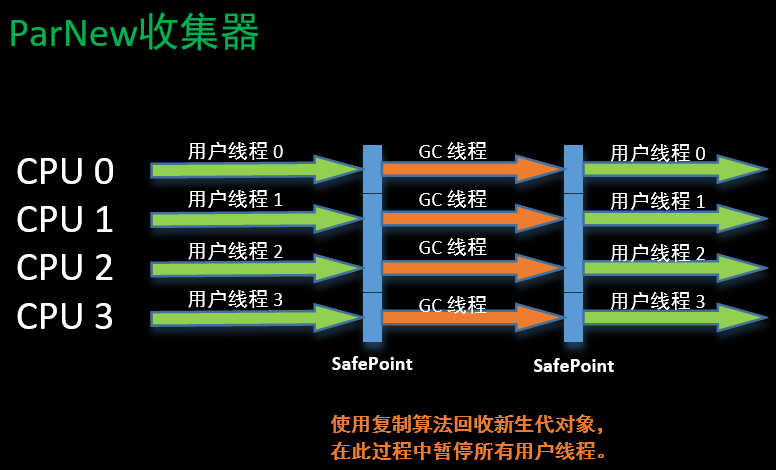 ParNew收集器
用户线程 0
GC 线程
用户线程 0
CPU 0
用户线程 1
GC 线程
用户线程 1
CPU 1
用户线程 2
GC 线程
用户线程 2
CPU 2
用户线程 3
GC 线程
用户线程 3
CPU 3
SafePoint
SafePoint
使用复制算法回收新生代对象，
在此过程中暂停所有用户线程。